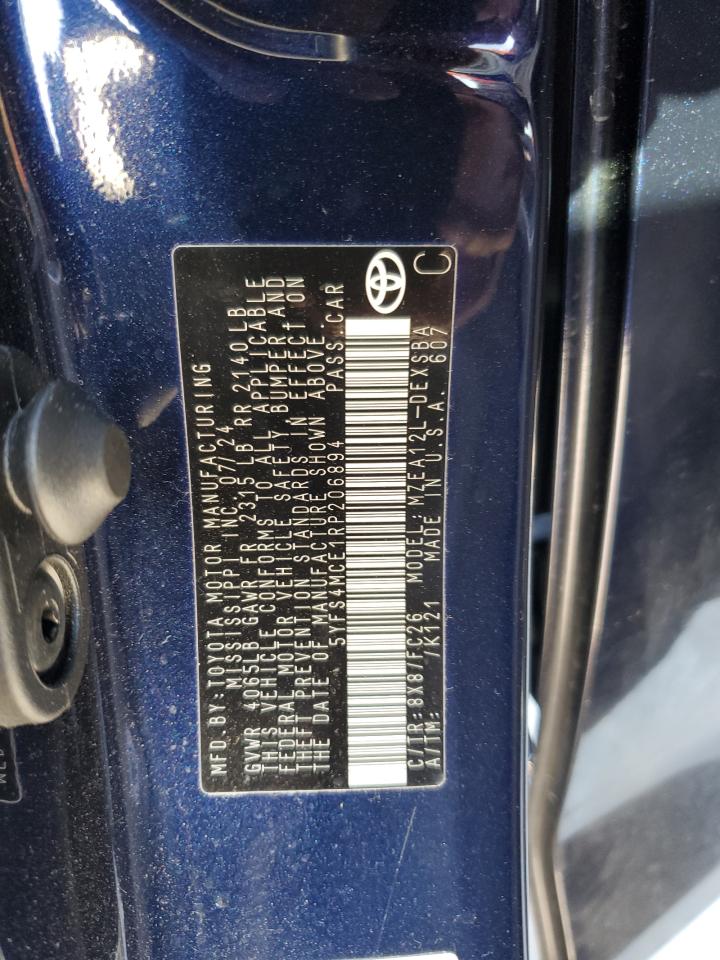 MFD.BY:TOYOTA MOTOR MANUFACTURING
MISSISSIPPI INC. 07/24
GVWR 4065LB GAWR FR 2315 LB RR 2140LB
THIS VEHICLE CONFORMS TO ALL APPLICABLE
FEDERAL MOTOR VEHICLE SAFETY, BUMPER AND
THEFT PREVENTION STANDARDS IN EFFECT ON
THE DATE OF MANUFACTURE SHOWN ABOVE.
5YFS4MCE1RP206894 PASS. CAR
C/TR: 8X8/FC26 MODEL: MZEA12L-DEXSBA
A/TM: /K121 MADE IN U.S.A. 607
C